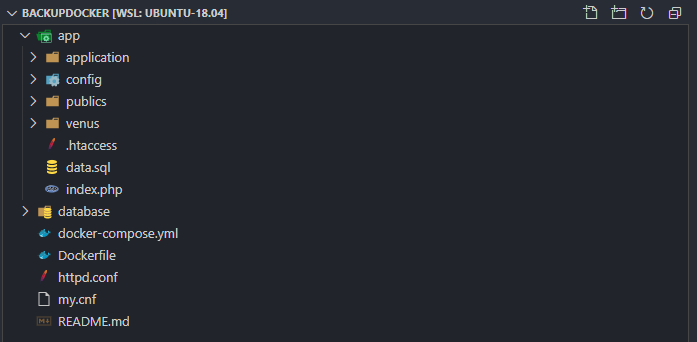 BACKUPDOCKER [WSL: UBUNTU-18.04]
app
application
config
publics
venus
.htaccess
data.sql
index.php
database
docker-compose.yml
Dockerfile
httpd.conf
my.cnf
README.md